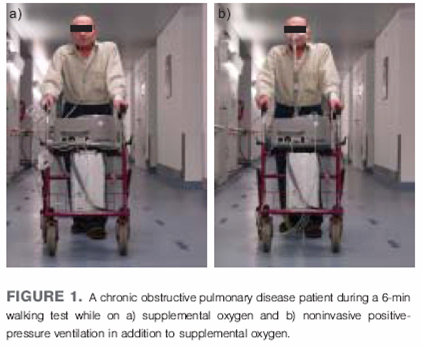 a)
b)
FIGURE 1. A chronic obstructive pulmonary disease patient during a 6-min
walking test while on a) supplemental oxygen and b) noninvasive positive-
pressure ventilation in addition to supplemental oxygen.